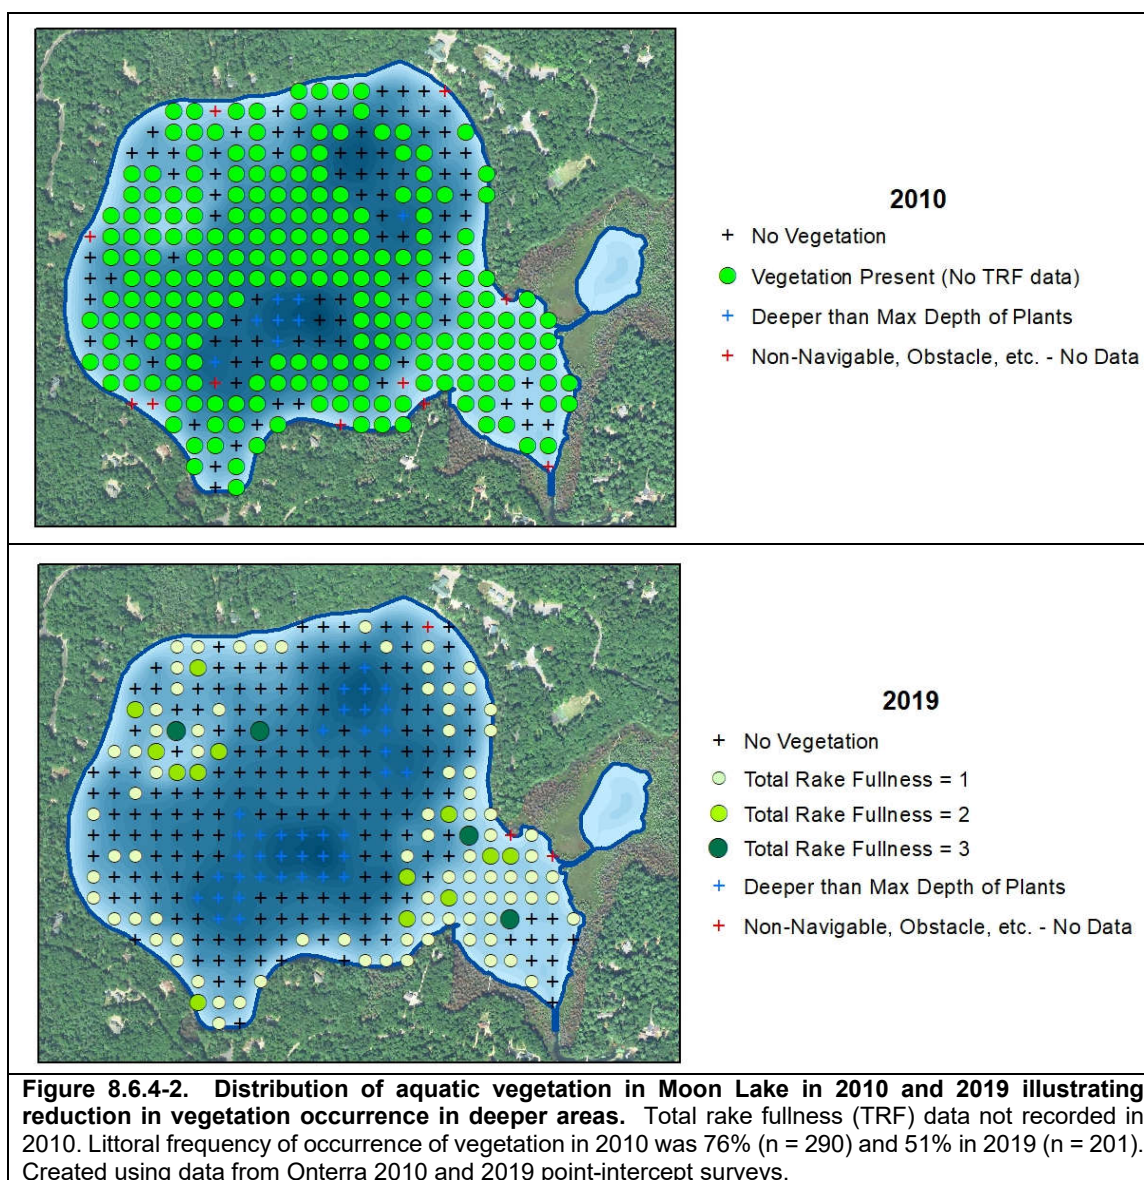 2010
No Vegetation
Vegetation Present (No TRF data)
Deeper than Max Depth of Plants
Non-Navigable, Obstacle, etc. - No Data
2019
No Vegetation
Total Rake Fullness = 1
Total Rake Fullness = 2
Total Rake Fullness = 3
Deeper than Max Depth of Plants
Non-Navigable, Obstacle, etc. - No Data
Figure 8.6.4-2. Distribution of aquatic vegetation in Moon Lake in 2010 and 2019 illustrating
reduction in vegetation occurrence in deeper areas. Total rake fullness (TRF) data not recorded in
2010. Littoral frequency of occurrence of vegetation in 2010 was 76% (n = 290) and 51% in 2019 (n = 201).
Created using data from Onterra 2010 and 2019 point-intercept surveys.